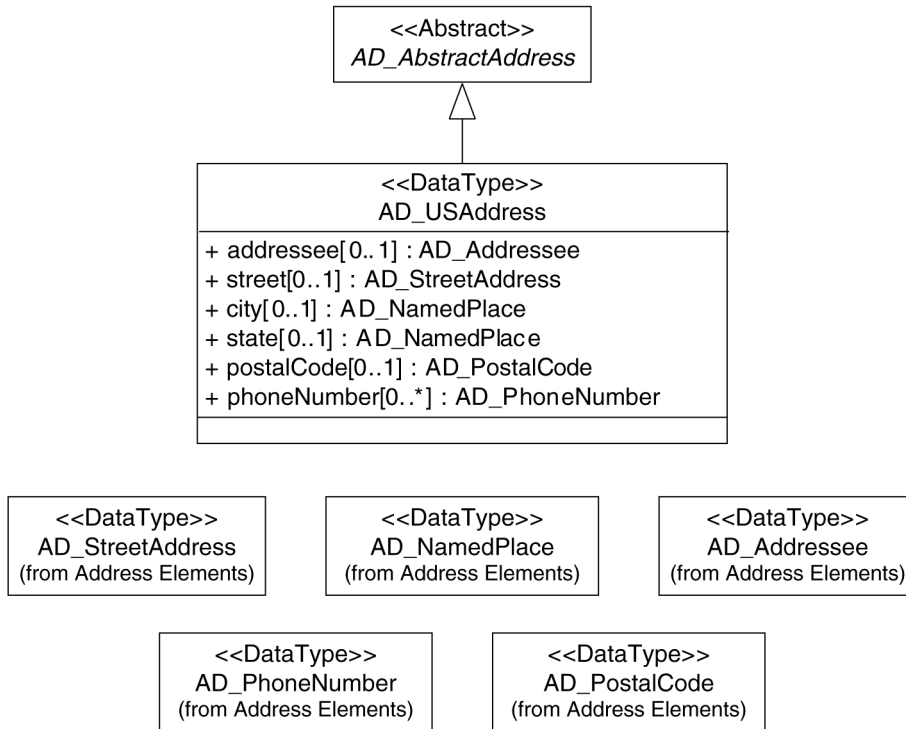 <<Abstract>>
AD_AbstractAddress
<<DataType>>
AD_USAddress
+ addressee[0..1] : AD_Addressee
+ street[0..1] : AD_StreetAddress
+ city[0..1] : AD_NamedPlace
+ state[0..1] : AD_NamedPlace
+ postalCode[0..1] : AD_PostalCode
+ phoneNumber[0..*] : AD_PhoneNumber
<<DataType>>
AD_StreetAddress
(from Address Elements)
<<DataType>>
AD_NamedPlace
(from Address Elements)
<<DataType>>
AD_Addressee
(from Address Elements)
<<DataType>>
AD_PhoneNumber
(from Address Elements)
<<DataType>>
AD_PostalCode
(from Address Elements)